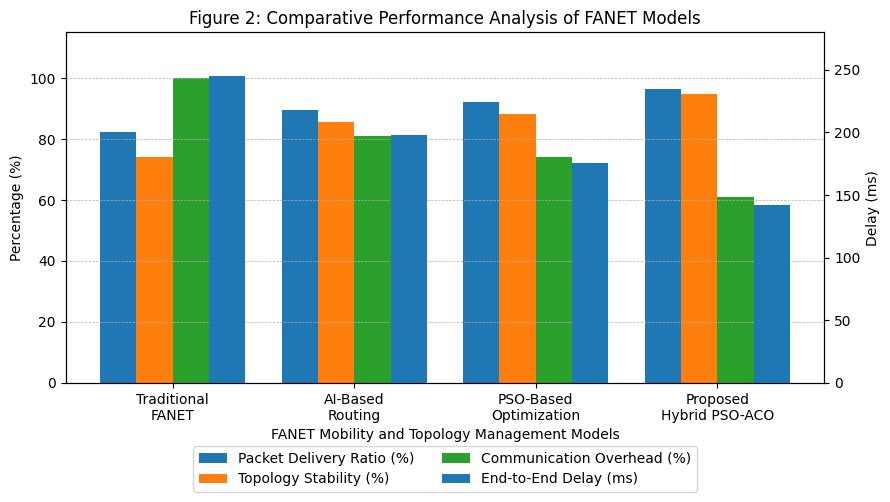 Figure 2: Comparative Performance Analysis of FANET Models
Percentage (%)
100
80
60
40
20
0
250
200
150
100
50
0
Delay (ms)
Traditional
FANET
AI-Based
Routing
PSO-Based
Optimization
Proposed
Hybrid PSO-ACO
FANET Mobility and Topology Management Models
Packet Delivery Ratio (%)
Topology Stability (%)
Communication Overhead (%)
End-to-End Delay (ms)